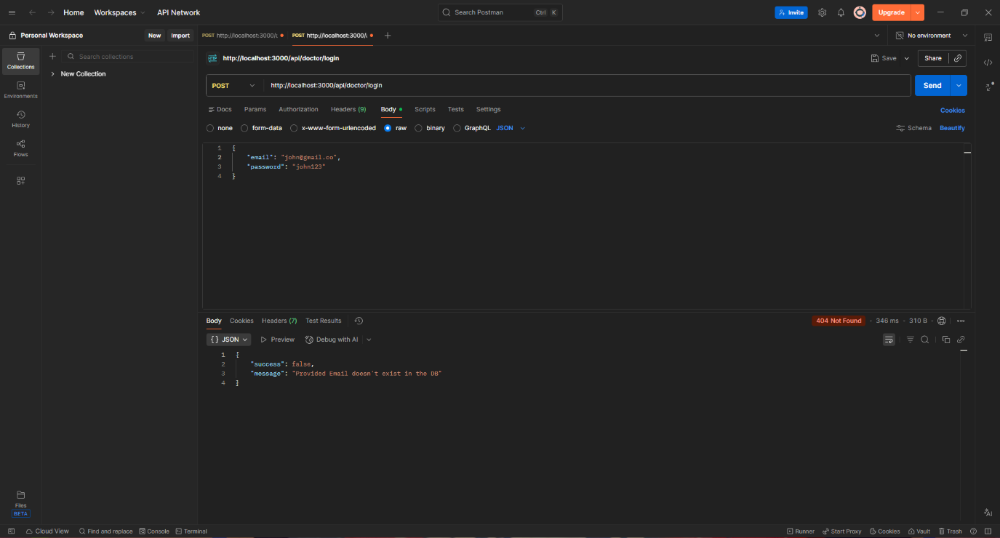 Home Workspaces API Network Search Postman Ctrl K Invite Upgrade
Personal Workspace New Import POST http://localhost:3000/a POST http://localhost:3000/a No environment
Collections
Environments
History
Flows
Files
BETA
Search collections
New Collection
HTTP http://localhost:3000/api/doctor/login Save Share
POST http://localhost:3000/api/doctor/login Send
Docs Params Authorization Headers (9) Body Scripts Tests Settings Cookies
none form-data x-www-form-urlencoded raw binary GraphQL JSON Schema Beautify
1 {
2 "email": "john@gmail.co",
3 "password": "john123"
4 }
Body Cookies Headers (7) Test Results 404 Not Found 346 ms 310 B
{ } JSON Preview Debug with AI
1 {
2 "success": false,
3 "message": "Provided Email doesn't exist in the DB"
4 }
AI
Cloud View Find and replace Console Terminal Runner Start Proxy Cookies Vault Trash